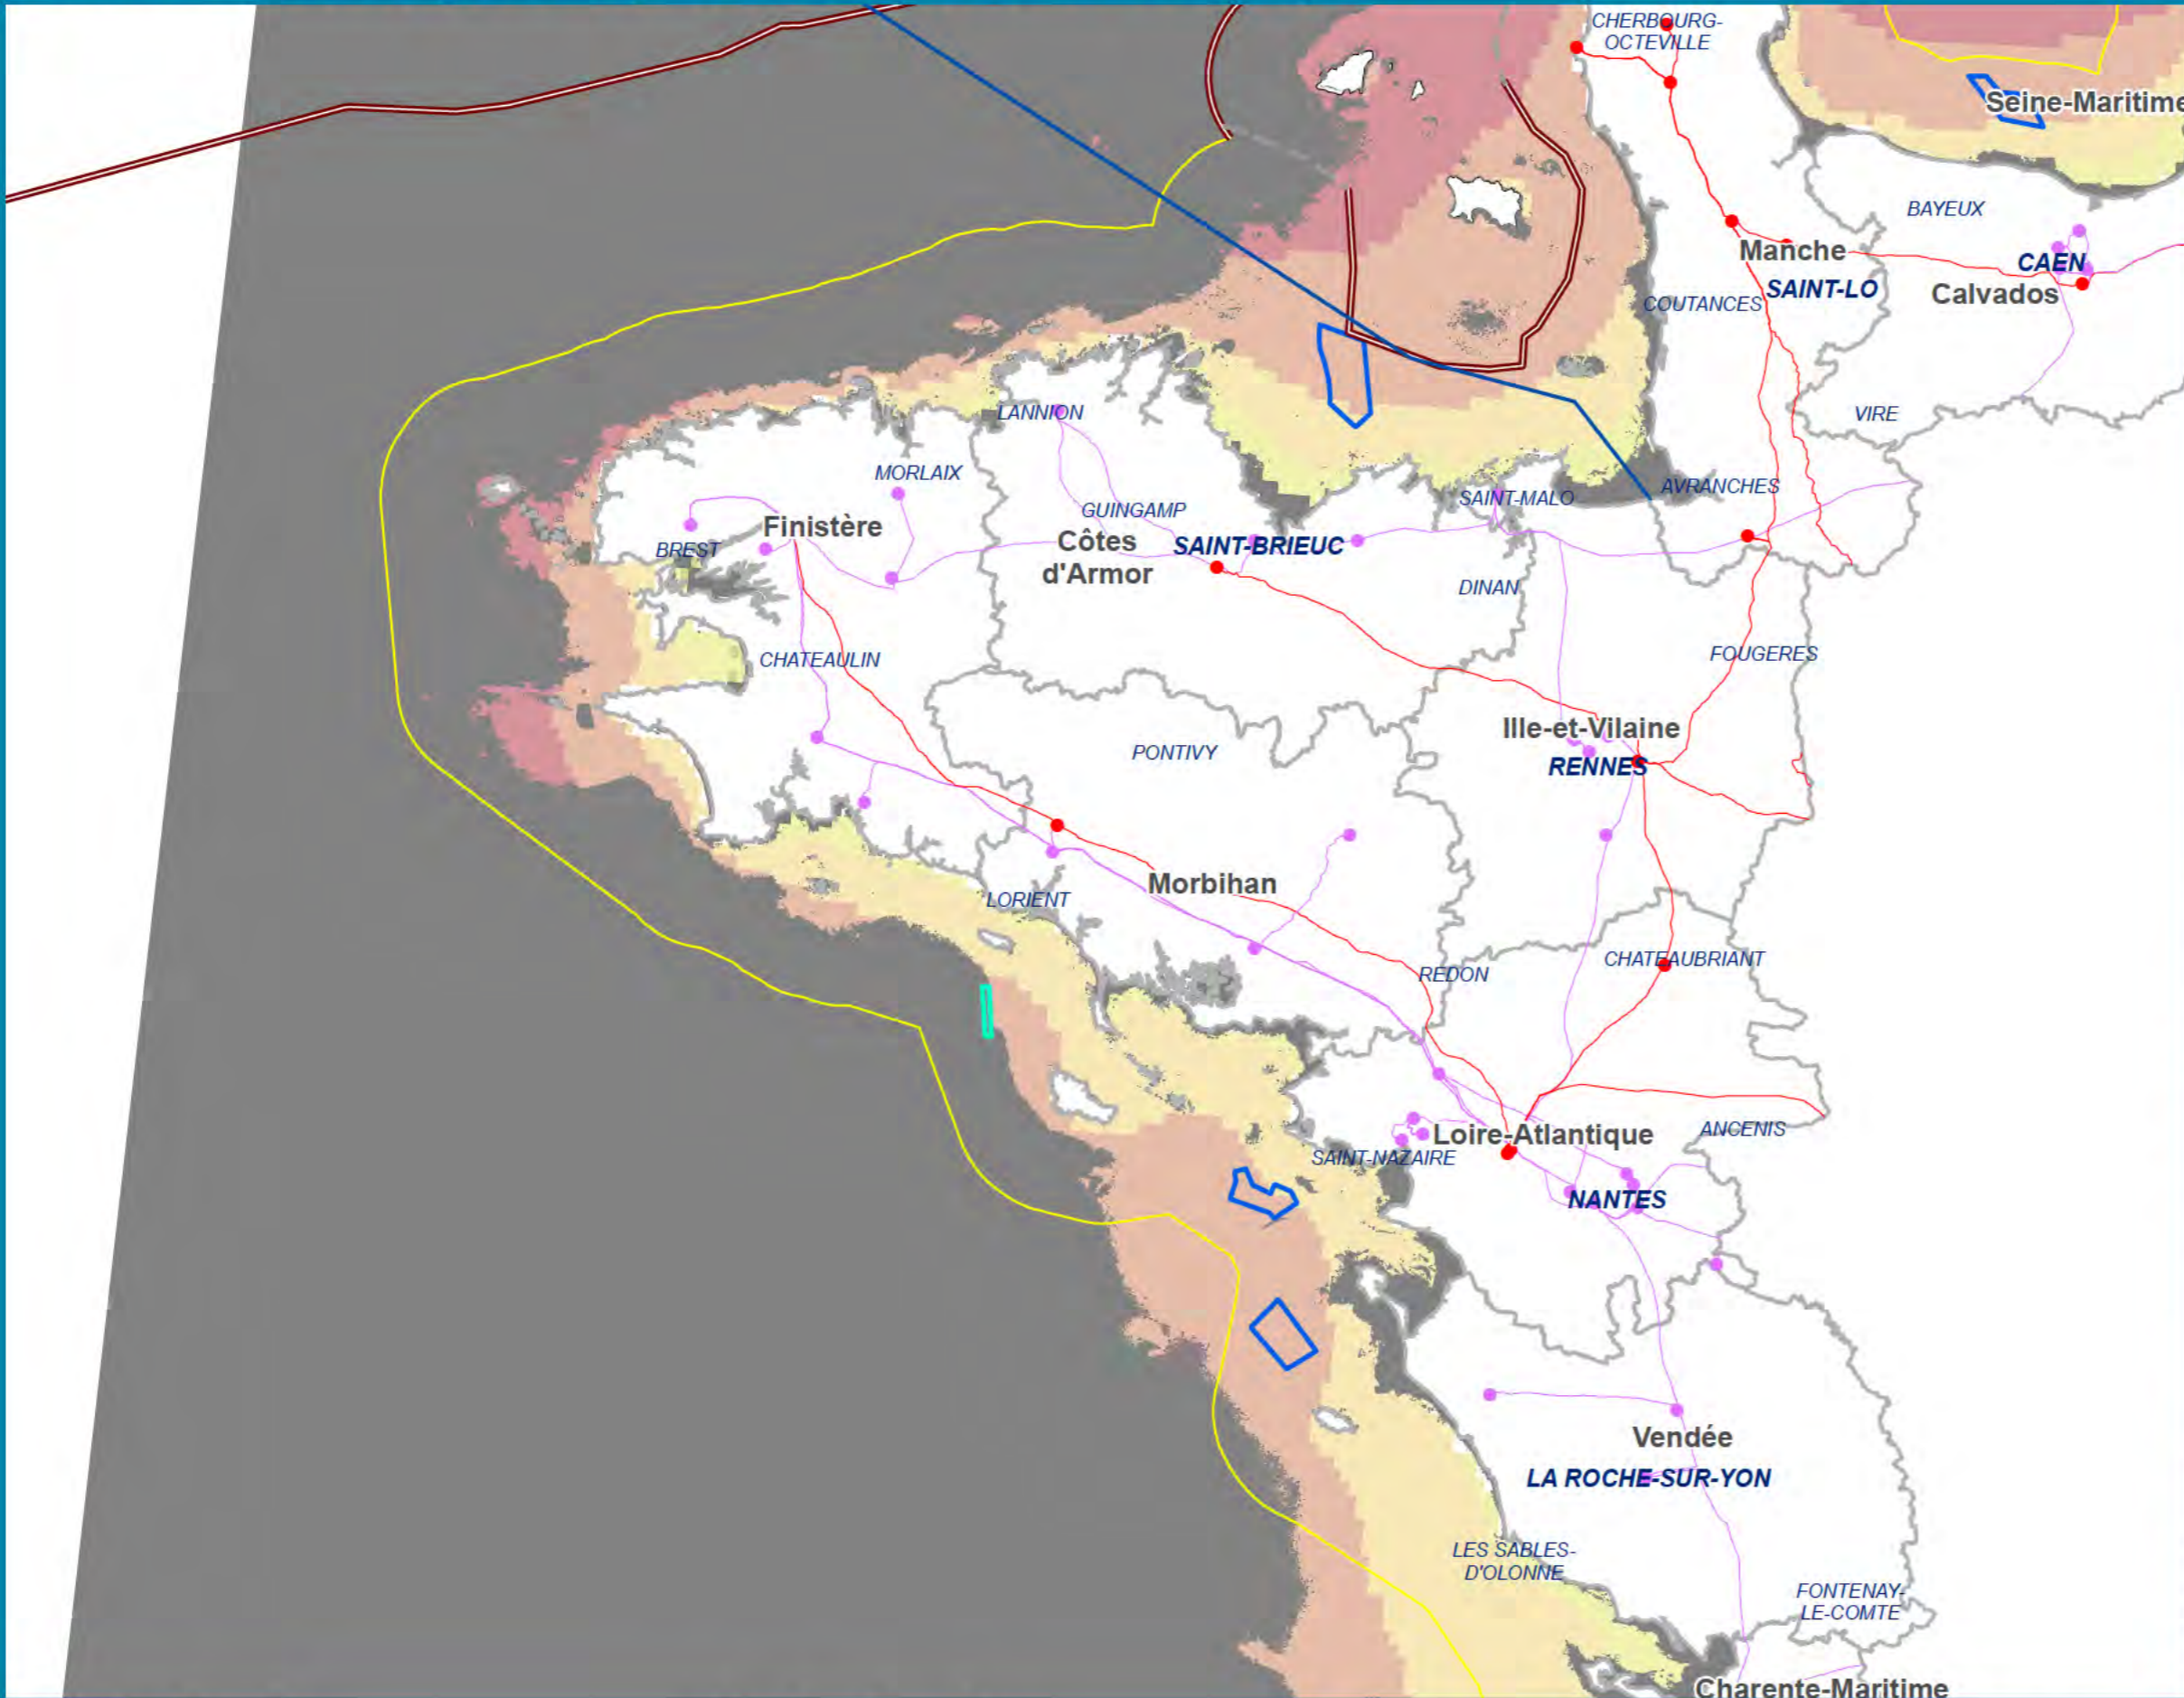 CHERBOURG-
OCTEVILLE
Seine-Maritime
BAYEUX
Manche
CAEN
SAINT-LO
Calvados
COUTANCES
LANNION
VIRE
MORLAIX
AVRANCHES
SAINT-MALO
GUINGAMP
Finistère
Côtes
d'Armor
SAINT-BRIEUC
BREST
DINAN
CHATEAULIN
FOUGERES
Ille-et-Vilaine
PONTIVY
RENNES
Morbihan
LORIENT
CHATEAUBRIANT
REDON
Loire-Atlantique
ANCENIS
SAINT-NAZAIRE
NANTES
Vendée
LA ROCHE-SUR-YON
LES SABLES-
D'OLONNE
FONTENAY-
LE-COMTE
Charente-Maritime